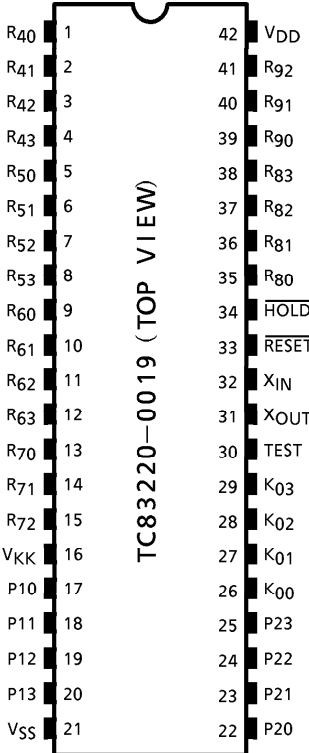 R40 1 42 VDD
R41 2 41 R92
R42 3 40 R91
R43 4 39 R90
R50 5 38 R83
R51 6 37 R82
R52 7 36 R81
R53 8 35 R80
R60 9 34 HOLD
R61 10 33 RESET
R62 11 32 XIN
R63 12 31 XOUT
R70 13 30 TEST
R71 14 29 K03
R72 15 28 K02
VKK 16 27 K01
P10 17 26 K00
P11 18 25 P23
P12 19 24 P22
P13 20 23 P21
VSS 21 22 P20
TC83220-0019 (TOP VIEW)